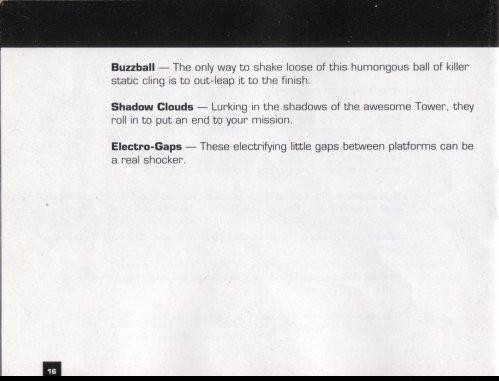 Buzzball — The only way to shake loose of this humongous ball of killer
static cling is to out-leap it to the finish.
Shadow Clouds — Lurking in the shadows of the awesome Tower, they
roll in to put an end to your mission.
Electro-Gaps — These electrifying little gaps between platforms can be
a real shocker.
16